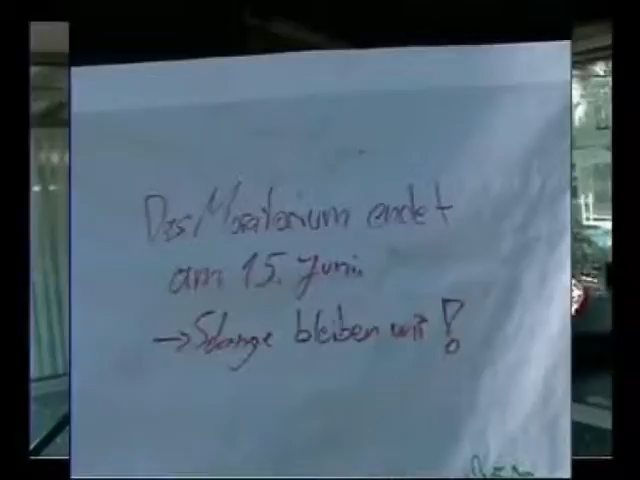 Das Moratorium endet
am 15. Juni.
→ Solange bleiben wir!